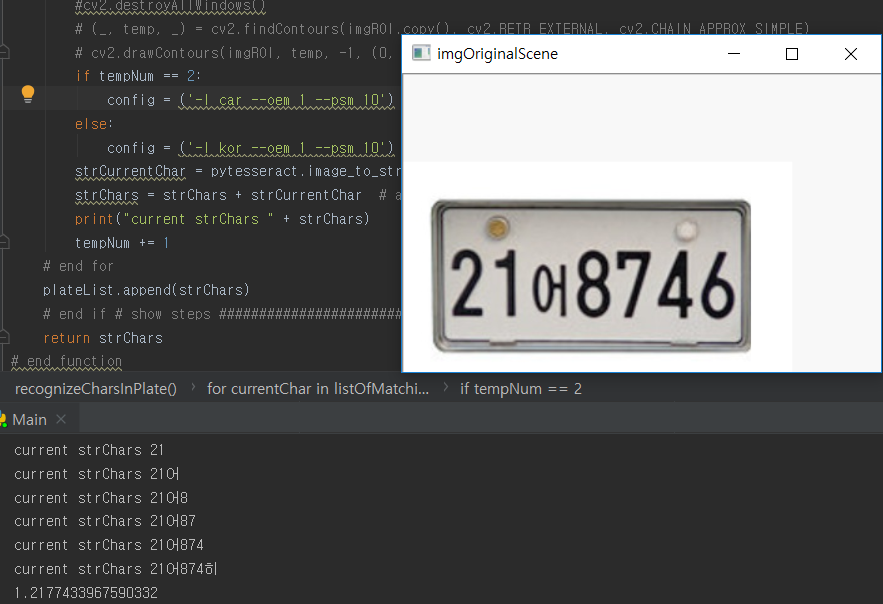 #cv2.destroyAllWindows()
# (_, temp, _) = cv2.findContours(imgROI.copy(), cv2.RETR_EXTERNAL, cv2.CHAIN_APPROX_SIMPLE)
# cv2.drawContours(imgROI, temp, -1, (0,
if tempNum == 2:
config = ('-l car --oem 1 --psm 10')
else:
config = ('-l kor --oem 1 --psm 10')
strCurrentChar = pytesseract.image_to_str
strChars = strChars + strCurrentChar # a
print("current strChars " + strChars)
tempNum += 1
# end for
plateList.append(strChars)
# end if # show steps #######################
return strChars
# end function
imgOriginalScene
21어8746
recognizeCharsInPlate() › for currentChar in listOfMatchi... › if tempNum == 2
Main
current strChars 21
current strChars 21어
current strChars 21어8
current strChars 21어87
current strChars 21어874
current strChars 21어874히
1.2177433967590332